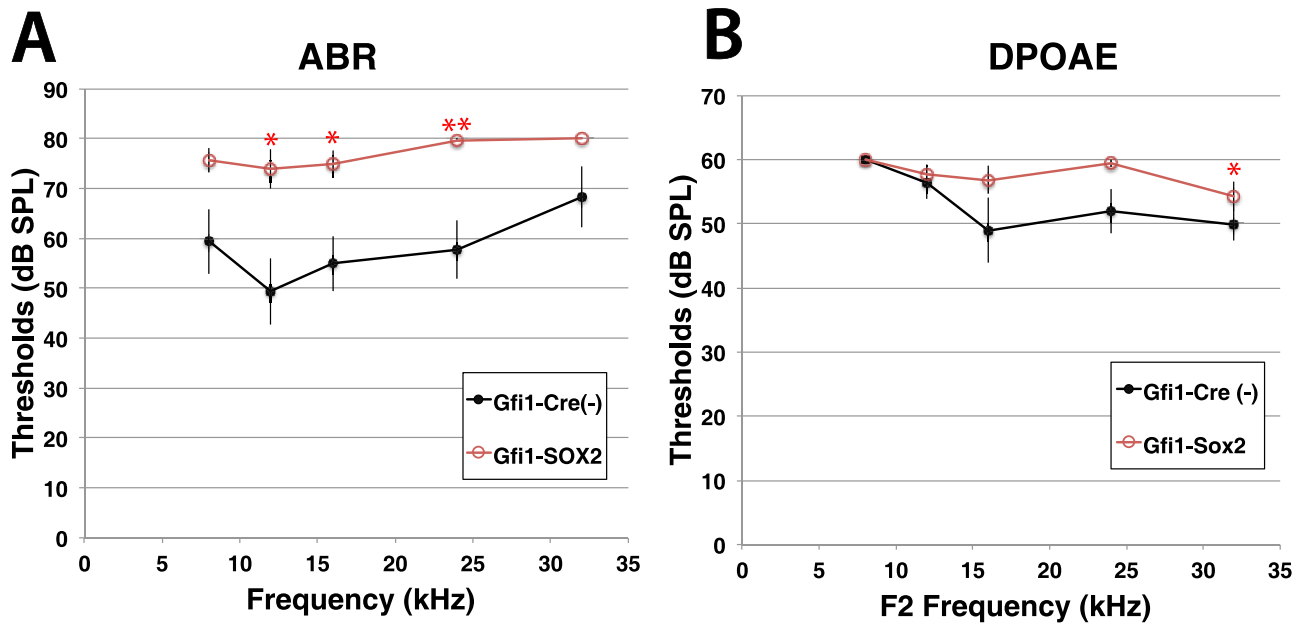 A
ABR
Thresholds (dB SPL)
90
80
70
60
50
40
30
20
10
0
*
*
**
Gfi1-Cre(-)
Gfi1-SOX2
0 5 10 15 20 25 30 35
Frequency (kHz)
B
DPOAE
Thresholds (dB SPL)
70
60
50
40
30
20
10
0
*
Gfi1-Cre (-)
Gfi1-Sox2
0 5 10 15 20 25 30 35
F2 Frequency (kHz)